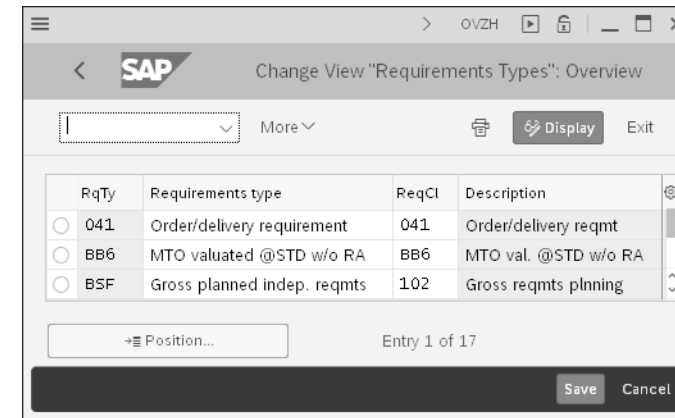 OVZH
SAP Change View "Requirements Types": Overview
More Display Exit
RqTy Requirements type ReqCl Description
041 Order/delivery requirement 041 Order/delivery reqmt
BB6 MTO valuated @STD w/o RA BB6 MTO val. @STD w/o RA
BSF Gross planned indep. reqmts 102 Gross reqmts plnning
Position... Entry 1 of 17
Save Cancel